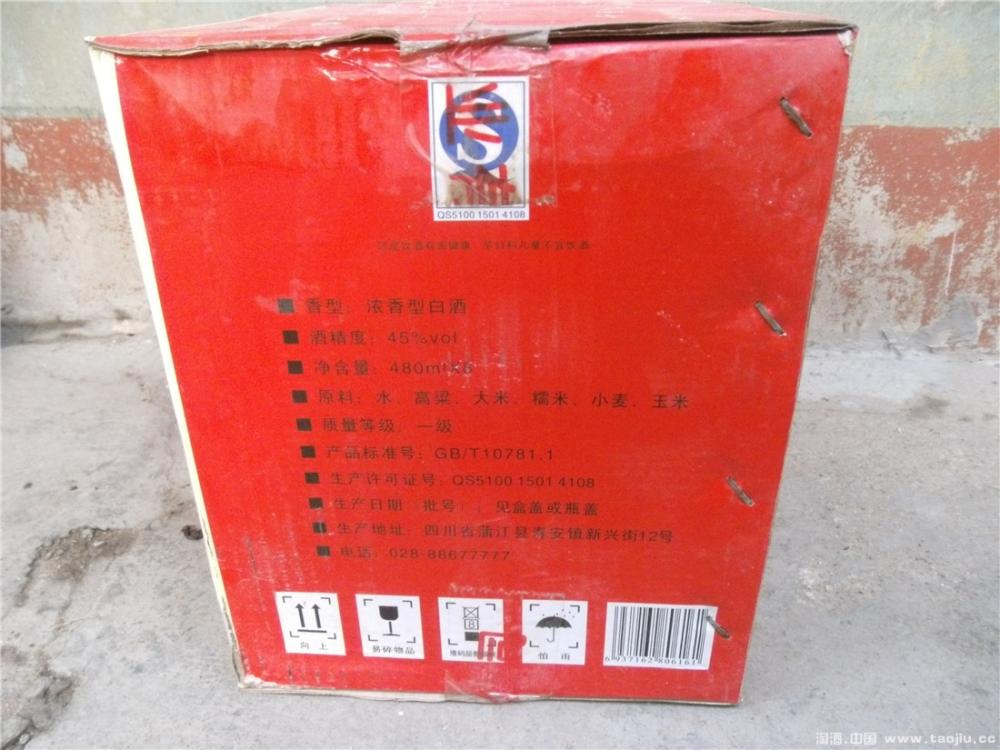 QS5100 1501 4108
过度饮酒有害健康 孕妇和儿童不宜饮酒
香型：浓香型白酒
酒精度：45%vol
净含量：480mlX6
原料：水、高粱、大米、糯米、小麦、玉米
质量等级：一级
产品标准号：GB/T10781.1
生产许可证号：QS5100 1501 4108
生产日期（批号）：见盒盖或瓶盖
生产地址：四川省蒲江县寿安镇新兴街12号
电话：028-88677777
向上
易碎物品
怕雨
6 937162 806161
淘酒.中国 www.taojiu.cc